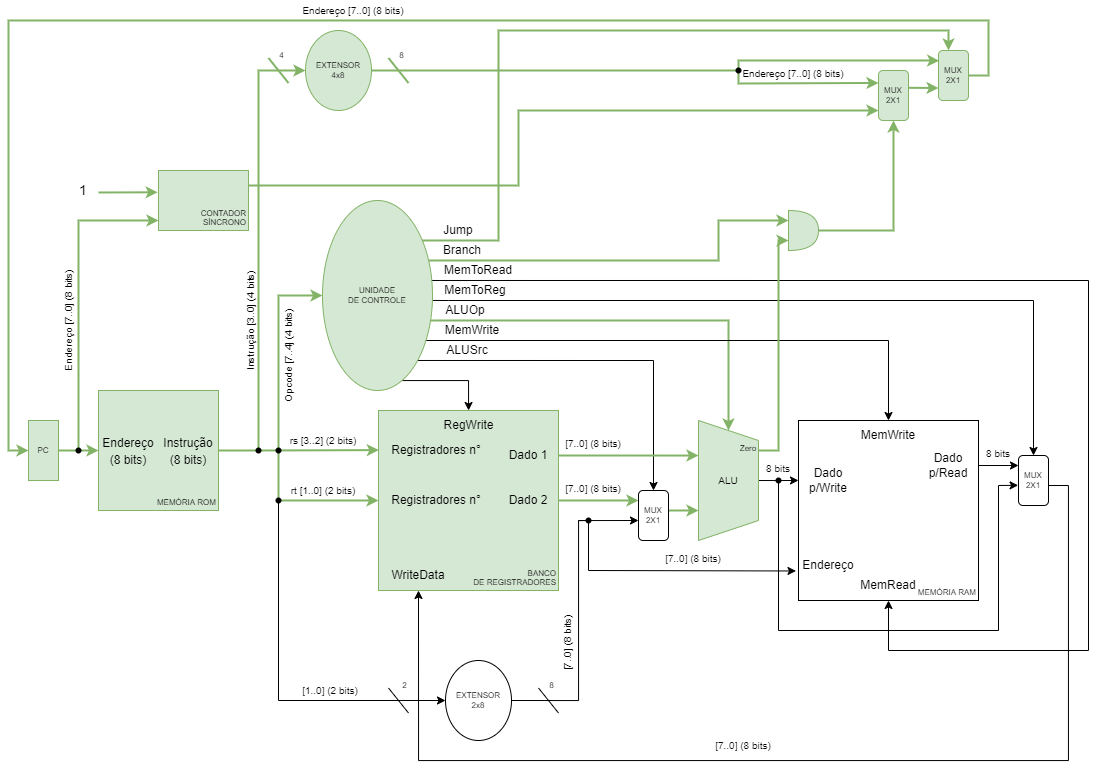 Endereço [7..0] (8 bits)
4
8
EXTENSOR
4x8
Endereço [7..0] (8 bits)
MUX
2X1
MUX
2X1
1
CONTADOR
SÍNCRONO
Endereço [7..0] (8 bits)
Instrução [3..0] (4 bits)
Opcode [7..4] (4 bits)
UNIDADE
DE CONTROLE
Jump
Branch
MemToRead
MemToReg
ALUOp
MemWrite
ALUSrc
PC
Endereço
(8 bits)
Instrução
(8 bits)
MEMÓRIA ROM
rs [3..2] (2 bits)
rt [1..0] (2 bits)
RegWrite
Registradores n°
Dado 1
Registradores n°
Dado 2
WriteData
BANCO
DE REGISTRADORES
[7..0] (8 bits)
[7..0] (8 bits)
MUX
2X1
Zero
ALU
8 bits
MemWrite
Dado
p/Write
Dado
p/Read
Endereço
MemRead
MEMÓRIA RAM
8 bits
MUX
2X1
[7..0] (8 bits)
[7..0] (8 bits)
[1..0] (2 bits)
2
EXTENSOR
2x8
8
[7..0] (8 bits)